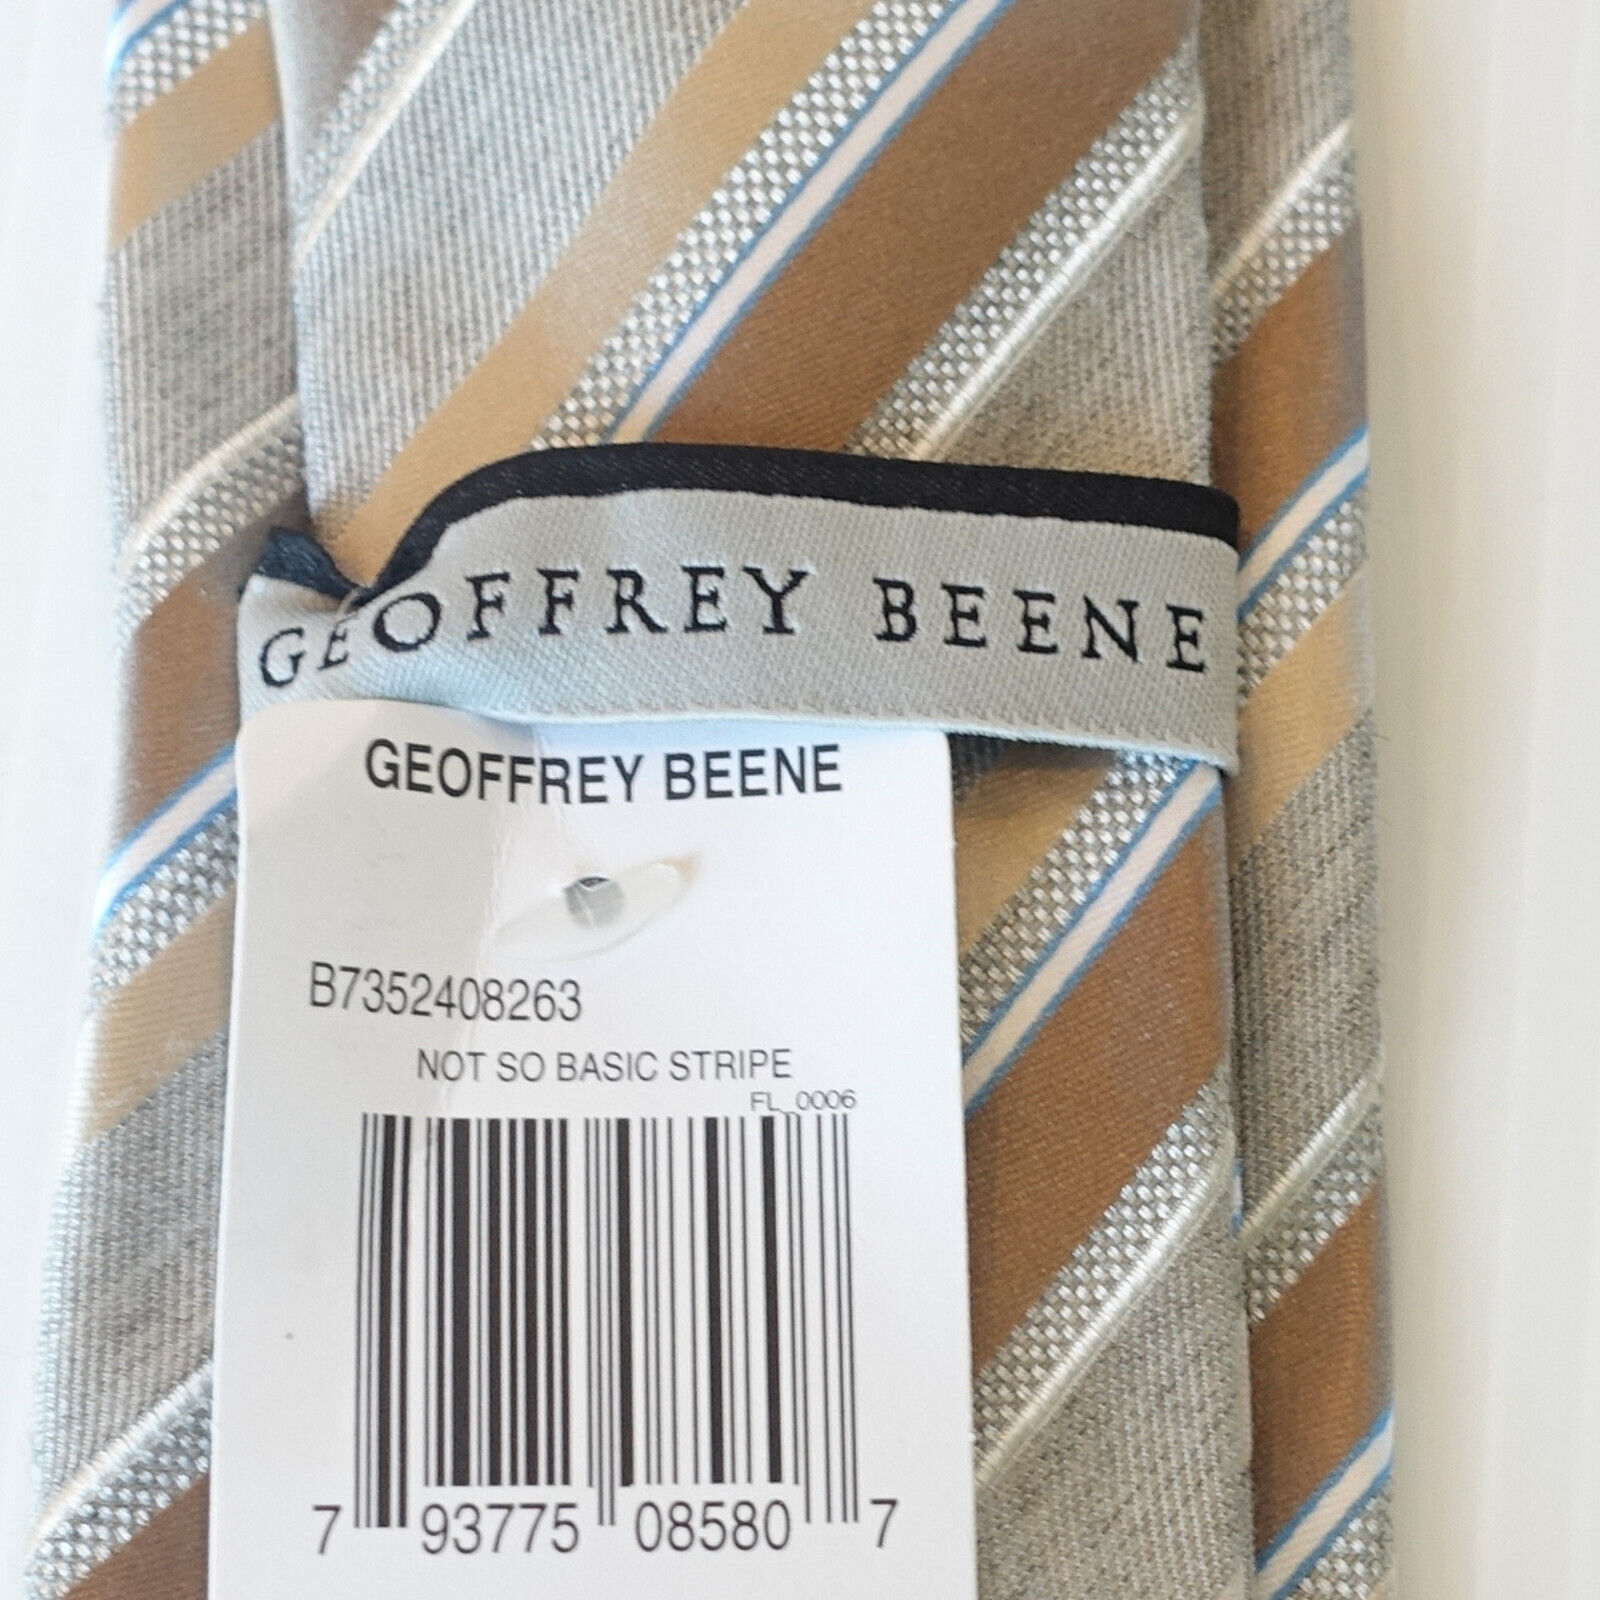 GEOFFREY BEENE
GEOFFREY BEENE
B7352408263
NOT SO BASIC STRIPE
FL_0006
7 93775 08580 7